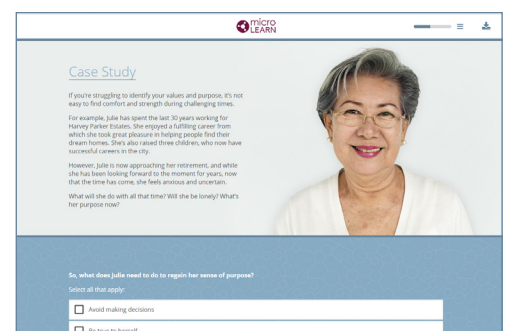 micro
LEARN
Case Study
If you're struggling to identify your values and purpose, it's not
easy to find comfort and strength during challenging times.
For example, Julie has spent the last 30 years working for
Harvey Parker Estates. She enjoyed a fulfilling career from
which she took great pleasure in helping people find their
dream homes. She's also raised three children, who now have
successful careers in the city.
However, Julie is now approaching her retirement, and while
she has been looking forward to the moment for years, now
that the time has come, she feels anxious and uncertain.
What will she do with all that time? Will she be lonely? What's
her purpose now?
So, what does Julie need to do to regain her sense of purpose?
Select all that apply:
Avoid making decisions
Be true to herself